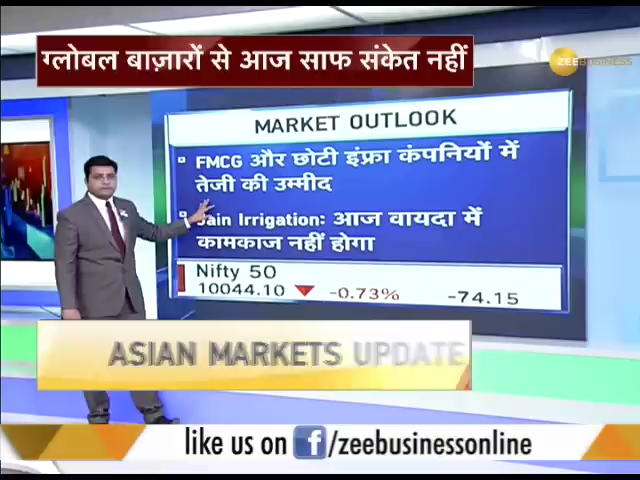 ग्लोबल बाज़ारों से आज साफ संकेत नहीं
ZEEBUSINESS
MARKET OUTLOOK
FMCG और छोटी इंफ्रा कंपनियों में
तेजी की उम्मीद
Jain Irrigation: आज वायदा में
कामकाज नहीं होगा
Nifty 50
10044.10 -0.73% -74.15
ASIAN MARKETS UPDATE
like us on f/zeebusinessonline